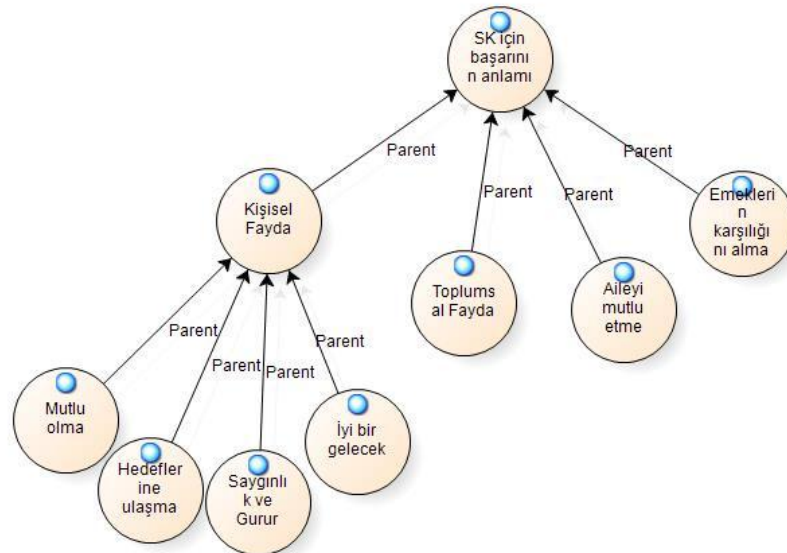 SK için
başarını
n anlamı
Parent
Parent
Parent
Parent
Kişisel
Fayda
Emekleri
n
karşılığı
nı alma
Toplums
al Fayda
Aileyi
mutlu
etme
Parent
Parent
Parent
Parent
Mutlu
olma
İyi bir
gelecek
Hedefler
ine
ulaşma
Saygınlı
k ve
Gurur